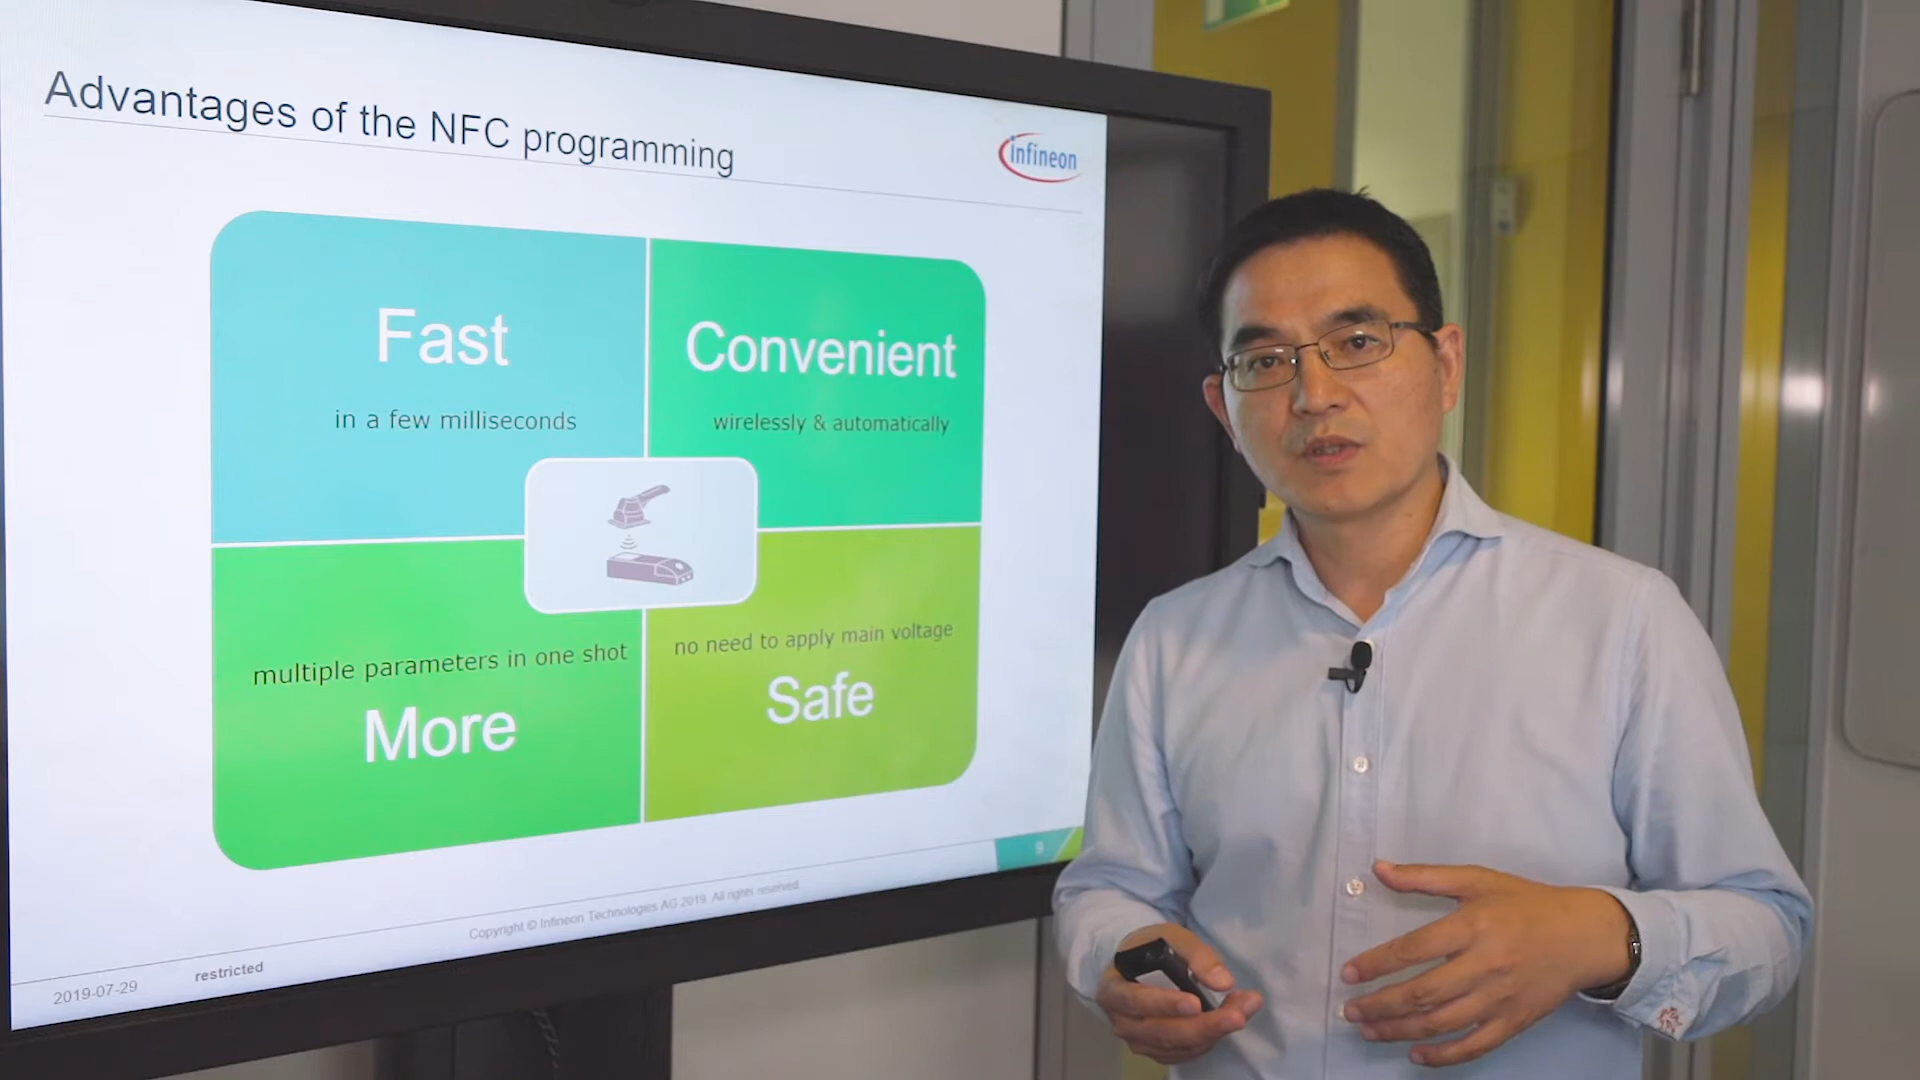 Advantages of the NFC programming
infineon
Fast
in a few milliseconds
Convenient
wirelessly & automatically
multiple parameters in one shot
More
no need to apply main voltage
Safe
9
Copyright © Infineon Technologies AG 2019. All rights reserved.
2019-07-29
restricted